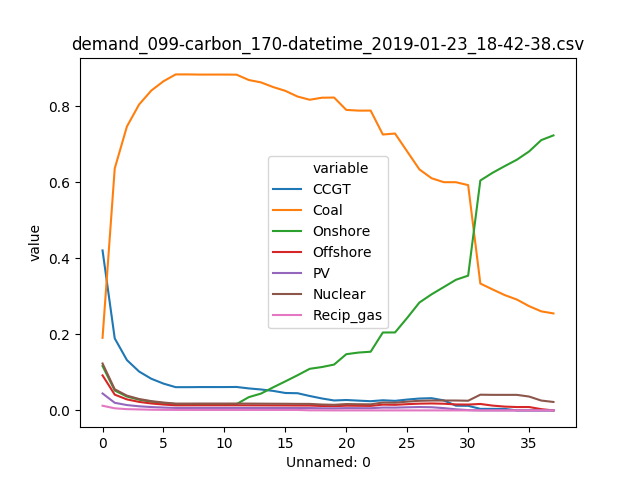 demand_099-carbon_170-datetime_2019-01-23_18-42-38.csv
0.8
0.6
0.4
0.2
0.0
value
variable
CCGT
Coal
Onshore
Offshore
PV
Nuclear
Recip_gas
0 5 10 15 20 25 30 35
Unnamed: 0